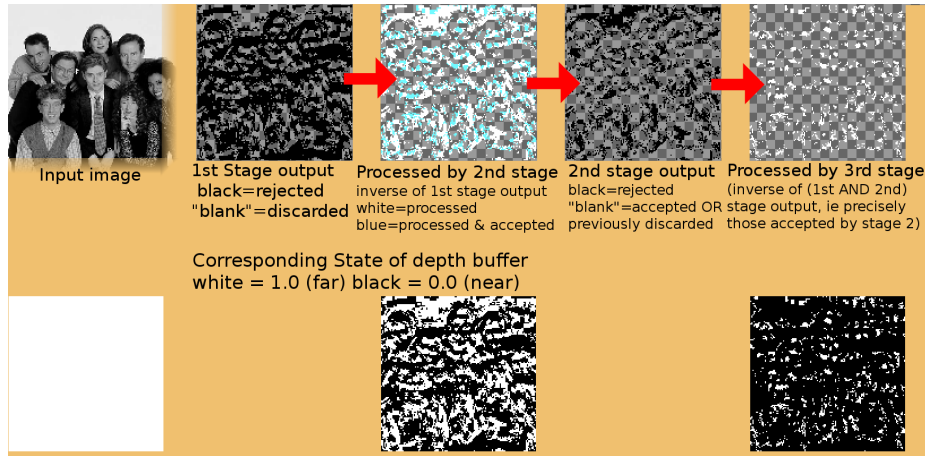 Input image
1st Stage output
black=rejected
"blank"=discarded
Processed by 2nd stage
inverse of 1st stage output
white=processed
blue=processed & accepted
2nd stage output
black=rejected
"blank"=accepted OR
previously discarded
Processed by 3rd stage
(inverse of (1st AND 2nd)
stage output, ie precisely
those accepted by stage 2)
Corresponding State of depth buffer
white = 1.0 (far) black = 0.0 (near)